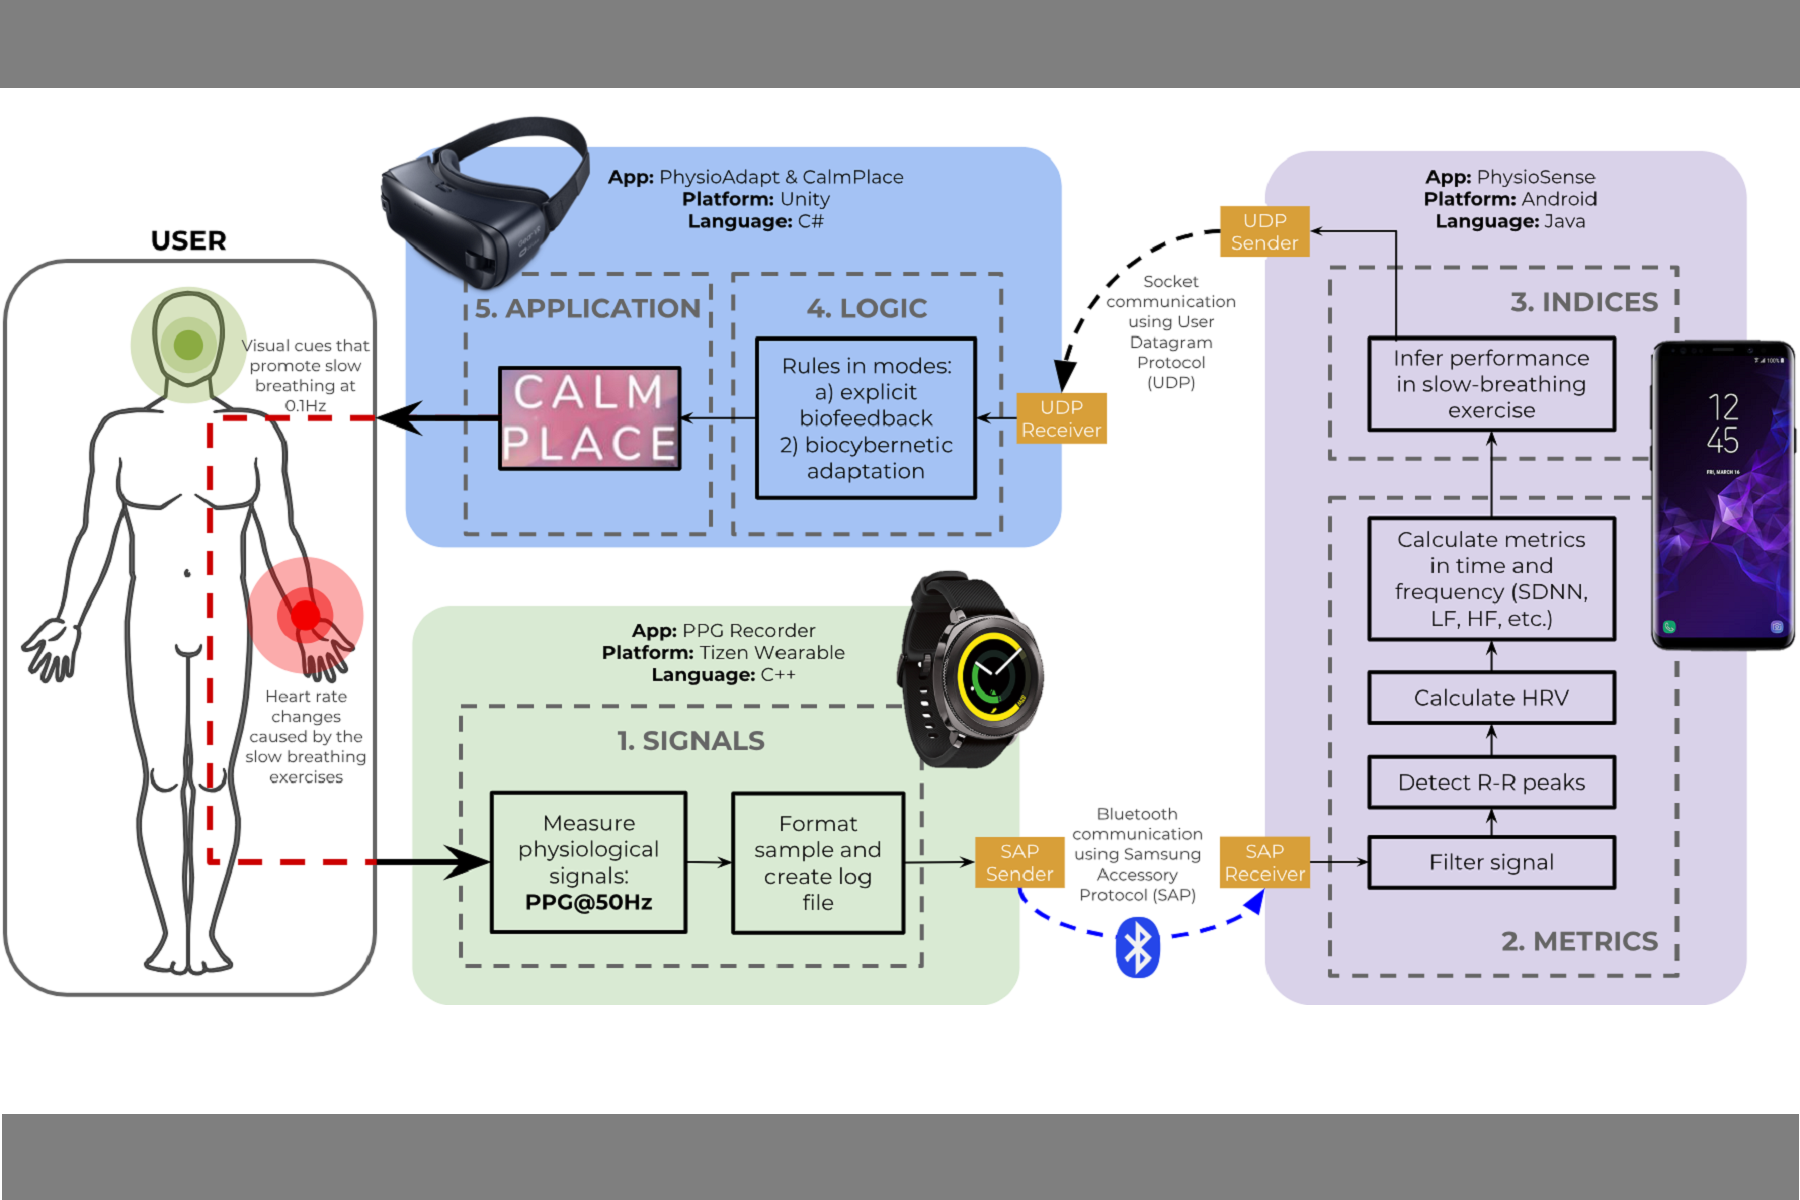 USER
Visual cues that
promote slow
breathing at
0.1Hz
Heart rate
changes
caused by the
slow breathing
exercises
App: PhysioAdapt & CalmPlace
Platform: Unity
Language: C#
5. APPLICATION
CALM
PLACE
4. LOGIC
Rules in modes:
a) explicit
biofeedback
2) biocybernetic
adaptation
UDP
Receiver
Socket
communication
using User
Datagram
Protocol
(UDP)
UDP
Sender
App: PhysioSense
Platform: Android
Language: Java
3. INDICES
Infer performance
in slow-breathing
exercise
Calculate metrics
in time and
frequency (SDNN,
LF, HF, etc.)
Calculate HRV
Detect R-R peaks
Filter signal
2. METRICS
100%
12
45
FRI, MARCH 16
App: PPG Recorder
Platform: Tizen Wearable
Language: C++
1. SIGNALS
Measure
physiological
signals:
PPG@50Hz
Format
sample and
create log
file
SAP
Sender
Bluetooth
communication
using Samsung
Accessory
Protocol (SAP)
SAP
Receiver